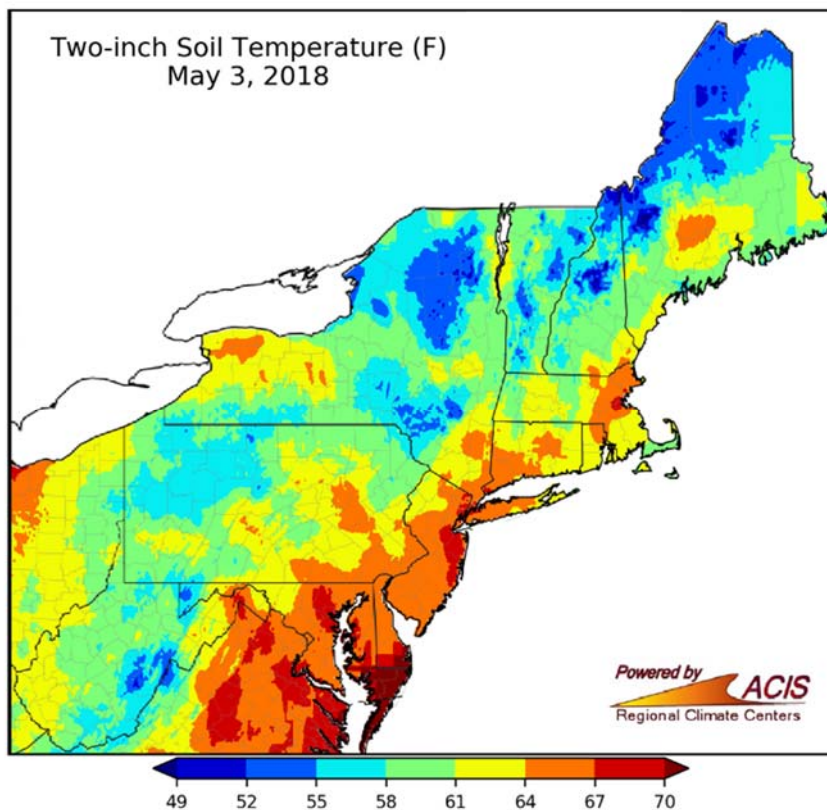 Two-inch Soil Temperature (F)
May 3, 2018
Powered by
ACIS
Regional Climate Centers
49 52 55 58 61 64 67 70